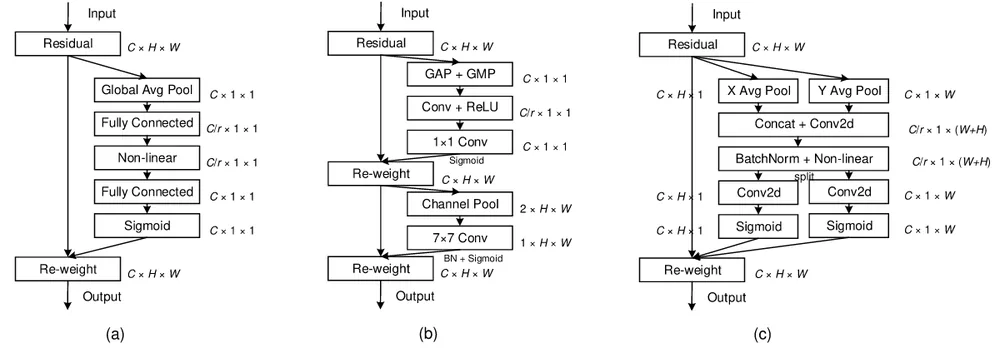 Input
Residual
C × H × W
Global Avg Pool
C × 1 × 1
Fully Connected
C/r × 1 × 1
Non-linear
C/r × 1 × 1
Fully Connected
C × 1 × 1
Sigmoid
C × 1 × 1
Re-weight
C × H × W
Output
(a)
Input
Residual
C × H × W
GAP + GMP
C × 1 × 1
Conv + ReLU
C/r × 1 × 1
1×1 Conv
C × 1 × 1
Sigmoid
Re-weight
C × H × W
Channel Pool
2 × H × W
7×7 Conv
1 × H × W
BN + Sigmoid
Re-weight
C × H × W
Output
(b)
Input
Residual
C × H × W
C × H × 1
X Avg Pool
Y Avg Pool
C × 1 × W
Concat + Conv2d
C/r × 1 × (W+H)
BatchNorm + Non-linear
C/r × 1 × (W+H)
split
C × H × 1
Conv2d
Conv2d
C × 1 × W
C × H × 1
Sigmoid
Sigmoid
C × 1 × W
Re-weight
C × H × W
Output
(c)